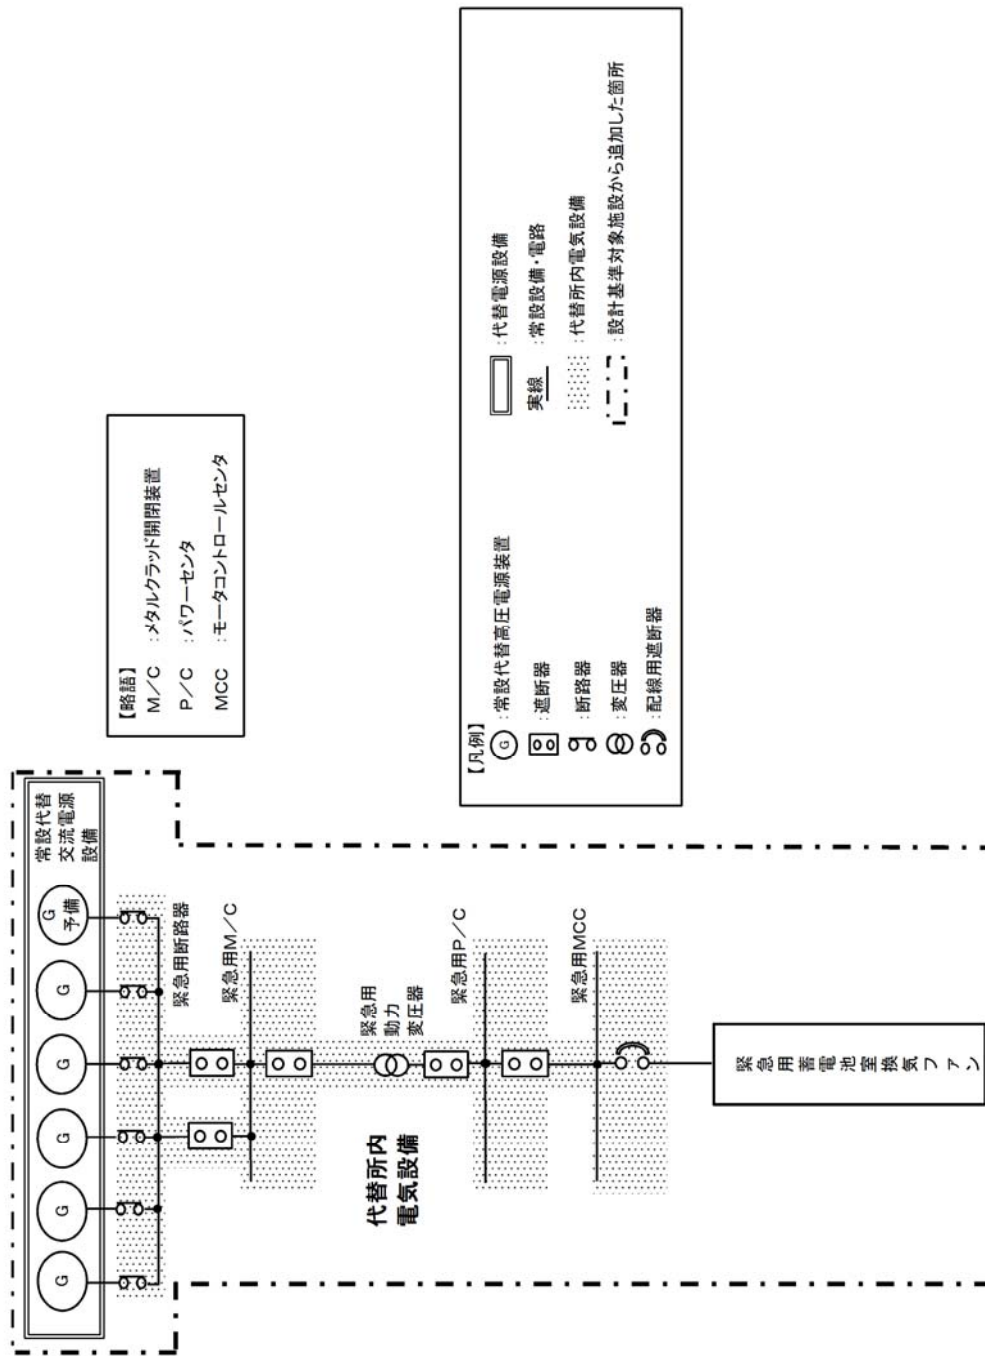 常設代替
交流電源
設備
G
G
G
G
G
G
予備
緊急用断路器
緊急用M/C
緊急用
動力
変圧器
緊急用P/C
緊急用MCC
代替所内
電気設備
緊急用蓄電池室換気ファン
【略語】
M/C :メタルクラッド開閉装置
P/C :パワーセンタ
MCC :モータコントロールセンタ
【凡例】
G :常設代替高圧電源装置
:遮断器
:断路器
:変圧器
:配線用遮断器
:代替電源設備
実線 :常設設備・電路
:代替所内電気設備
:設計基準対象施設から追加した箇所